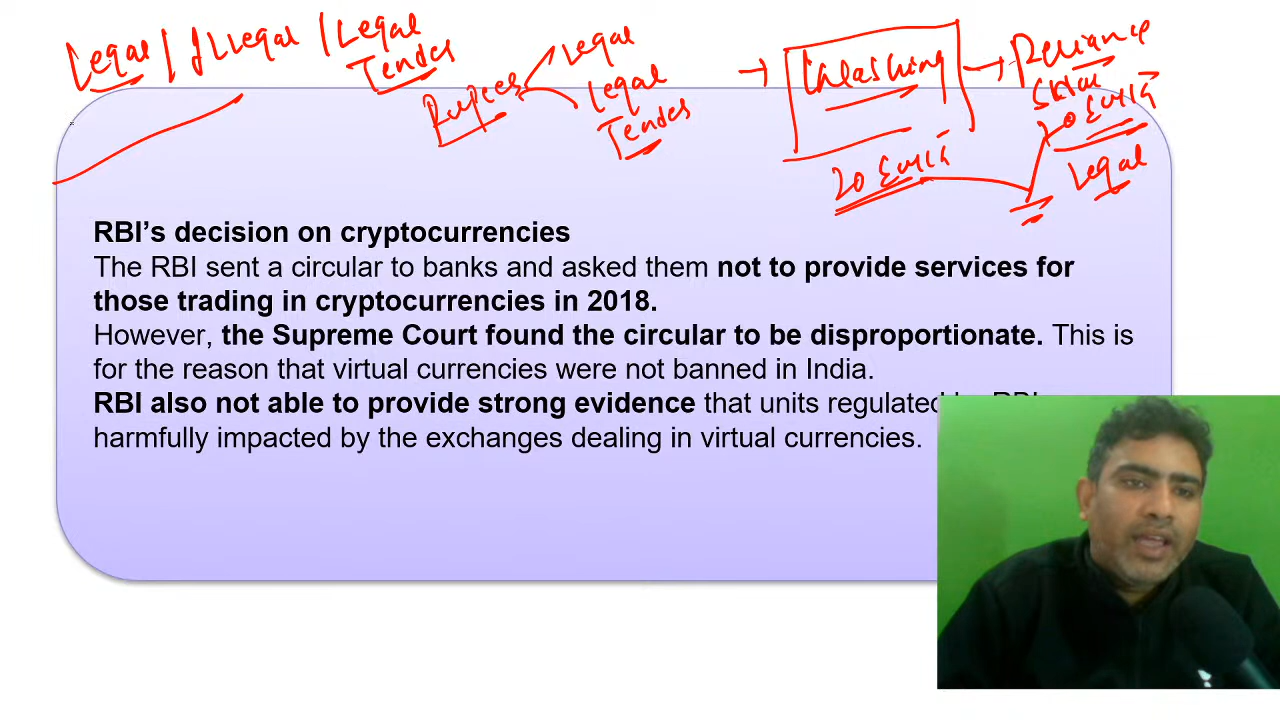 Legal / Illegal / Legal
Tender
Rupees
Legal
Legal
Tender
Reliance
20
20
Legal
RBI’s decision on cryptocurrencies
The RBI sent a circular to banks and asked them not to provide services for
those trading in cryptocurrencies in 2018.
However, the Supreme Court found the circular to be disproportionate. This is
for the reason that virtual currencies were not banned in India.
RBI also not able to provide strong evidence that units regulated by RBI
harmfully impacted by the exchanges dealing in virtual currencies.